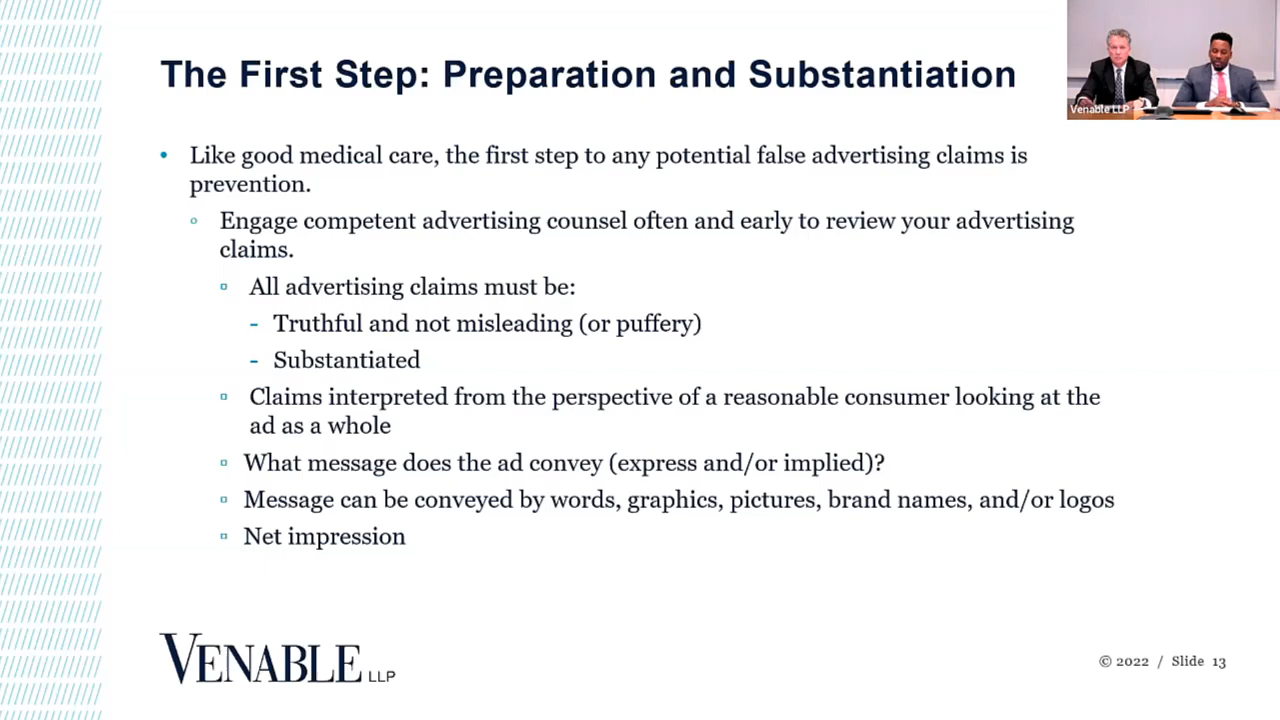 The First Step: Preparation and Substantiation
Venable LLP
• Like good medical care, the first step to any potential false advertising claims is
prevention.
Engage competent advertising counsel often and early to review your advertising
claims.
All advertising claims must be:
- Truthful and not misleading (or puffery)
- Substantiated
Claims interpreted from the perspective of a reasonable consumer looking at the
ad as a whole
What message does the ad convey (express and/or implied)?
Message can be conveyed by words, graphics, pictures, brand names, and/or logos
Net impression
VENABLE LLP
© 2022 / Slide 13